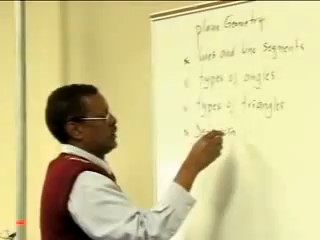 plane Geometry
lines and line segments
types of angles
types of triangles